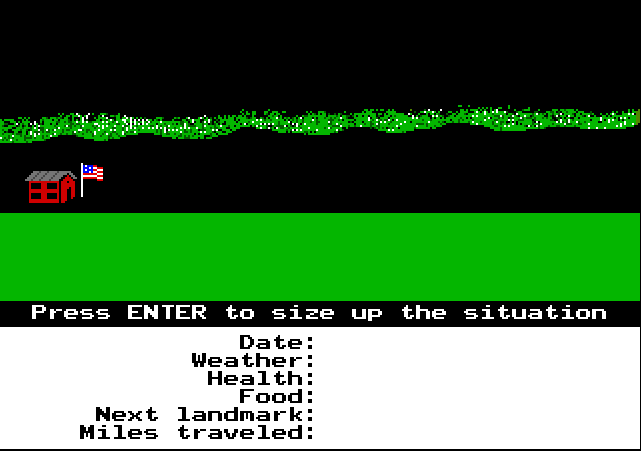 Press ENTER to size up the situation
Date:
Weather:
Health:
Food:
Next landmark:
Miles traveled: